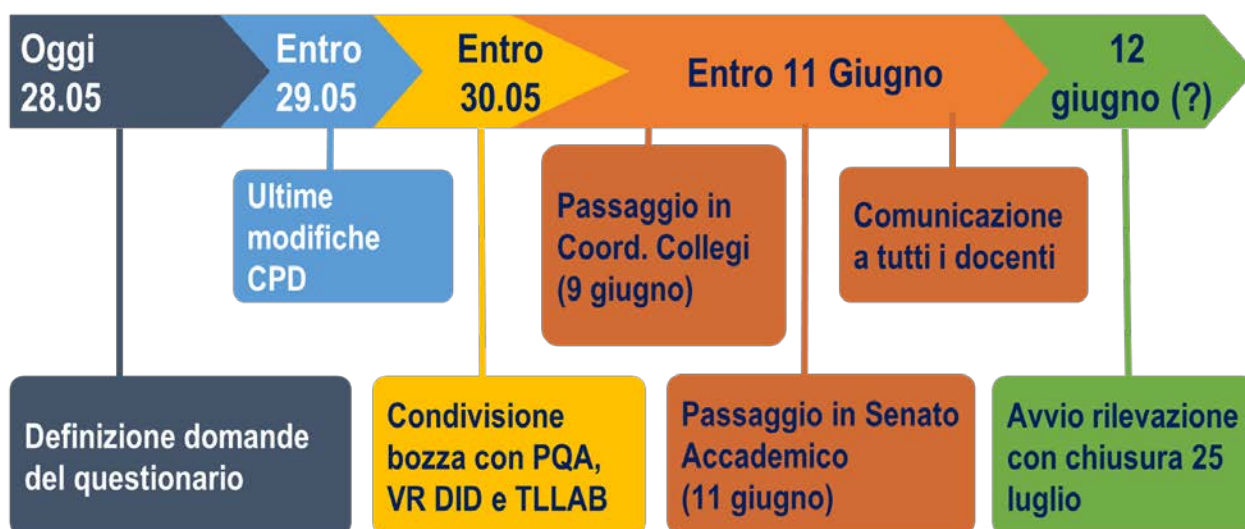 Oggi
28.05
Entro
29.05
Entro
30.05
Entro 11 Giugno
12
giugno (?)
Ultime
modifiche
CPD
Passaggio in
Coord. Collegi
(9 giugno)
Comunicazione
a tutti i docenti
Definizione domande
del questionario
Condivisione
bozza con PQA,
VR DID e TLLAB
Passaggio in Senato
Accademico
(11 giugno)
Avvio rilevazione
con chiusura 25
luglio